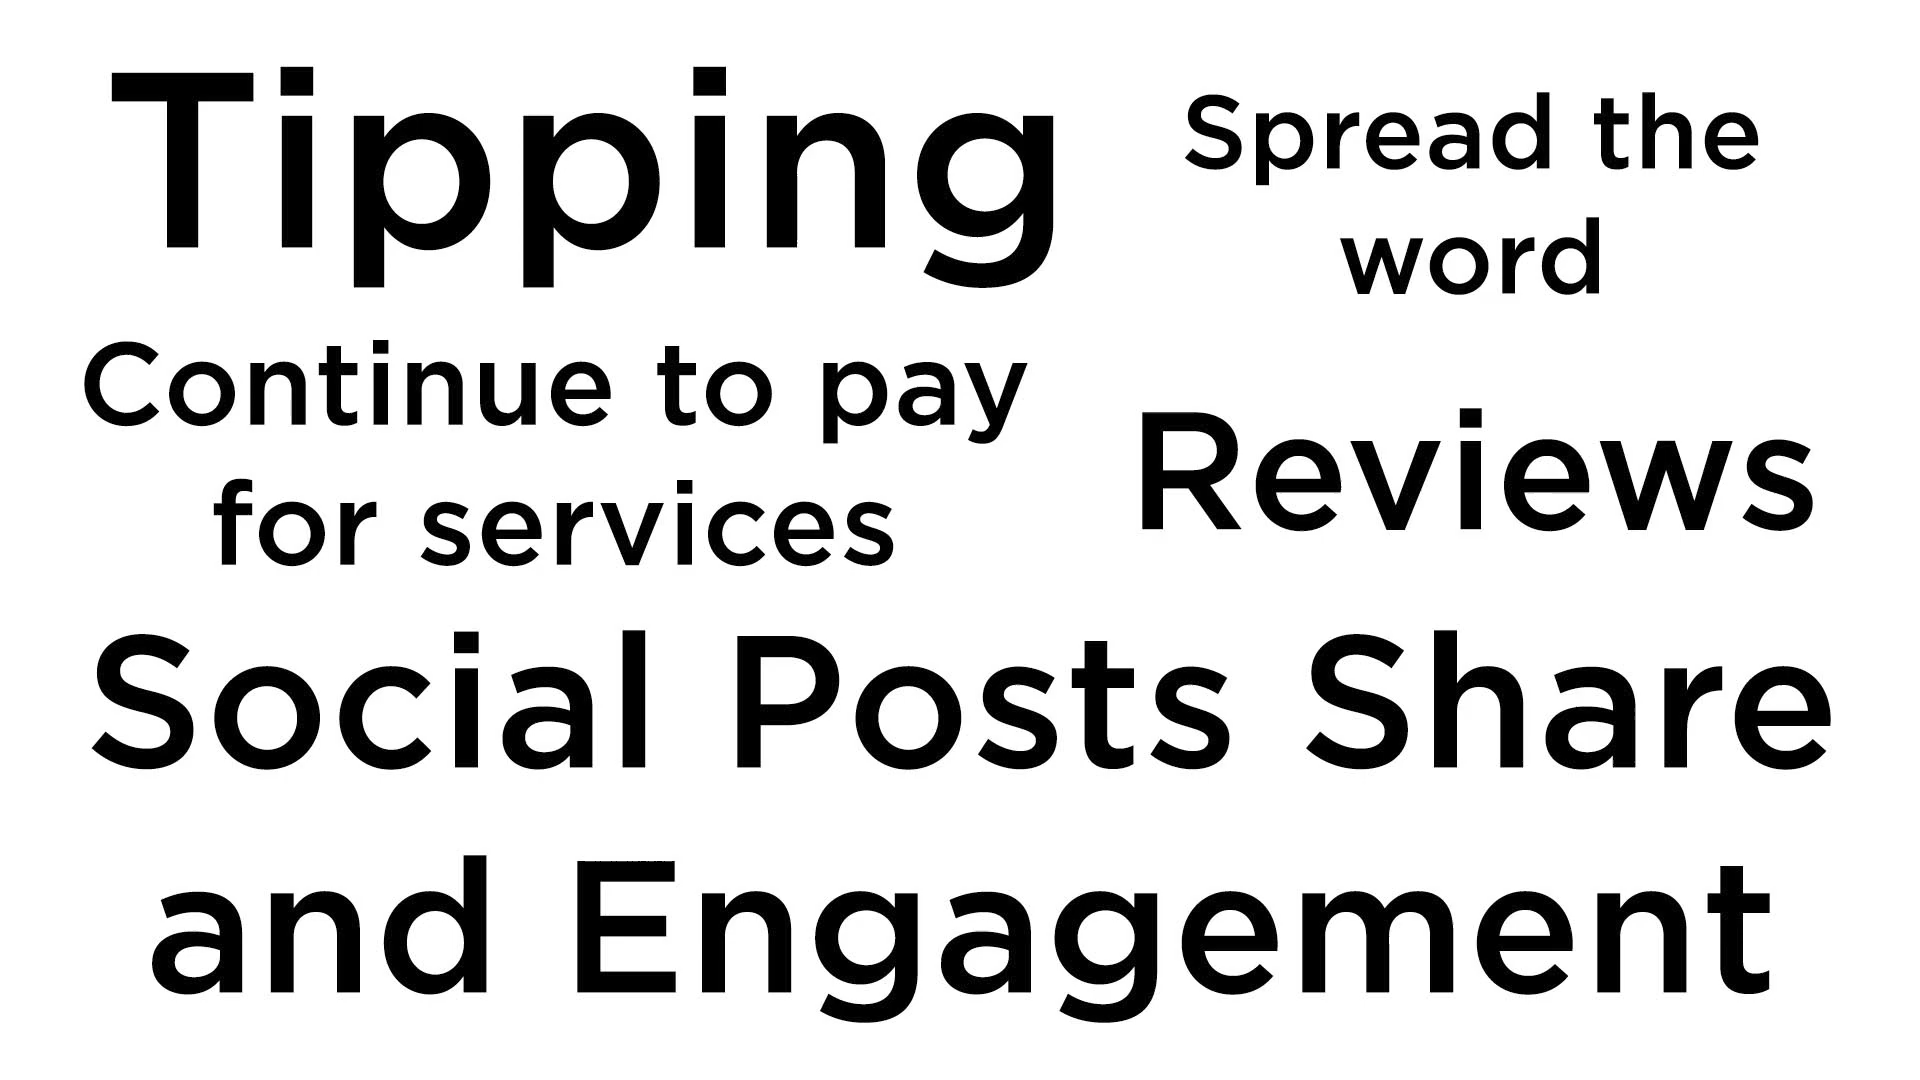 Tipping
Spread the
word
Continue to pay
for services
Reviews
Social Posts Share
and Engagement